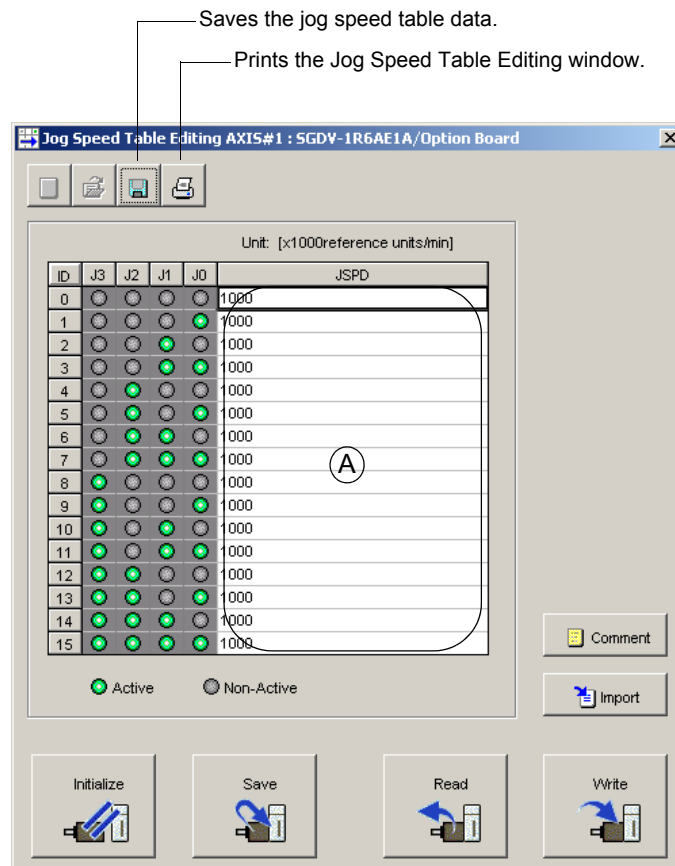 Saves the jog speed table data.
Prints the Jog Speed Table Editing window.
Jog Speed Table Editing AXIS#1 : SGDV-1R6AE1A/Option Board
Unit: [x1000reference units/min]
ID J3 J2 J1 J0 JSPD
0 1000
1 1000
2 1000
3 1000
4 1000
5 1000
6 1000
7 1000
A
8 1000
9 1000
10 1000
11 1000
12 1000
13 1000
14 1000
15 1000
Comment
Active Non-Active
Import
Initialize Save Read Write